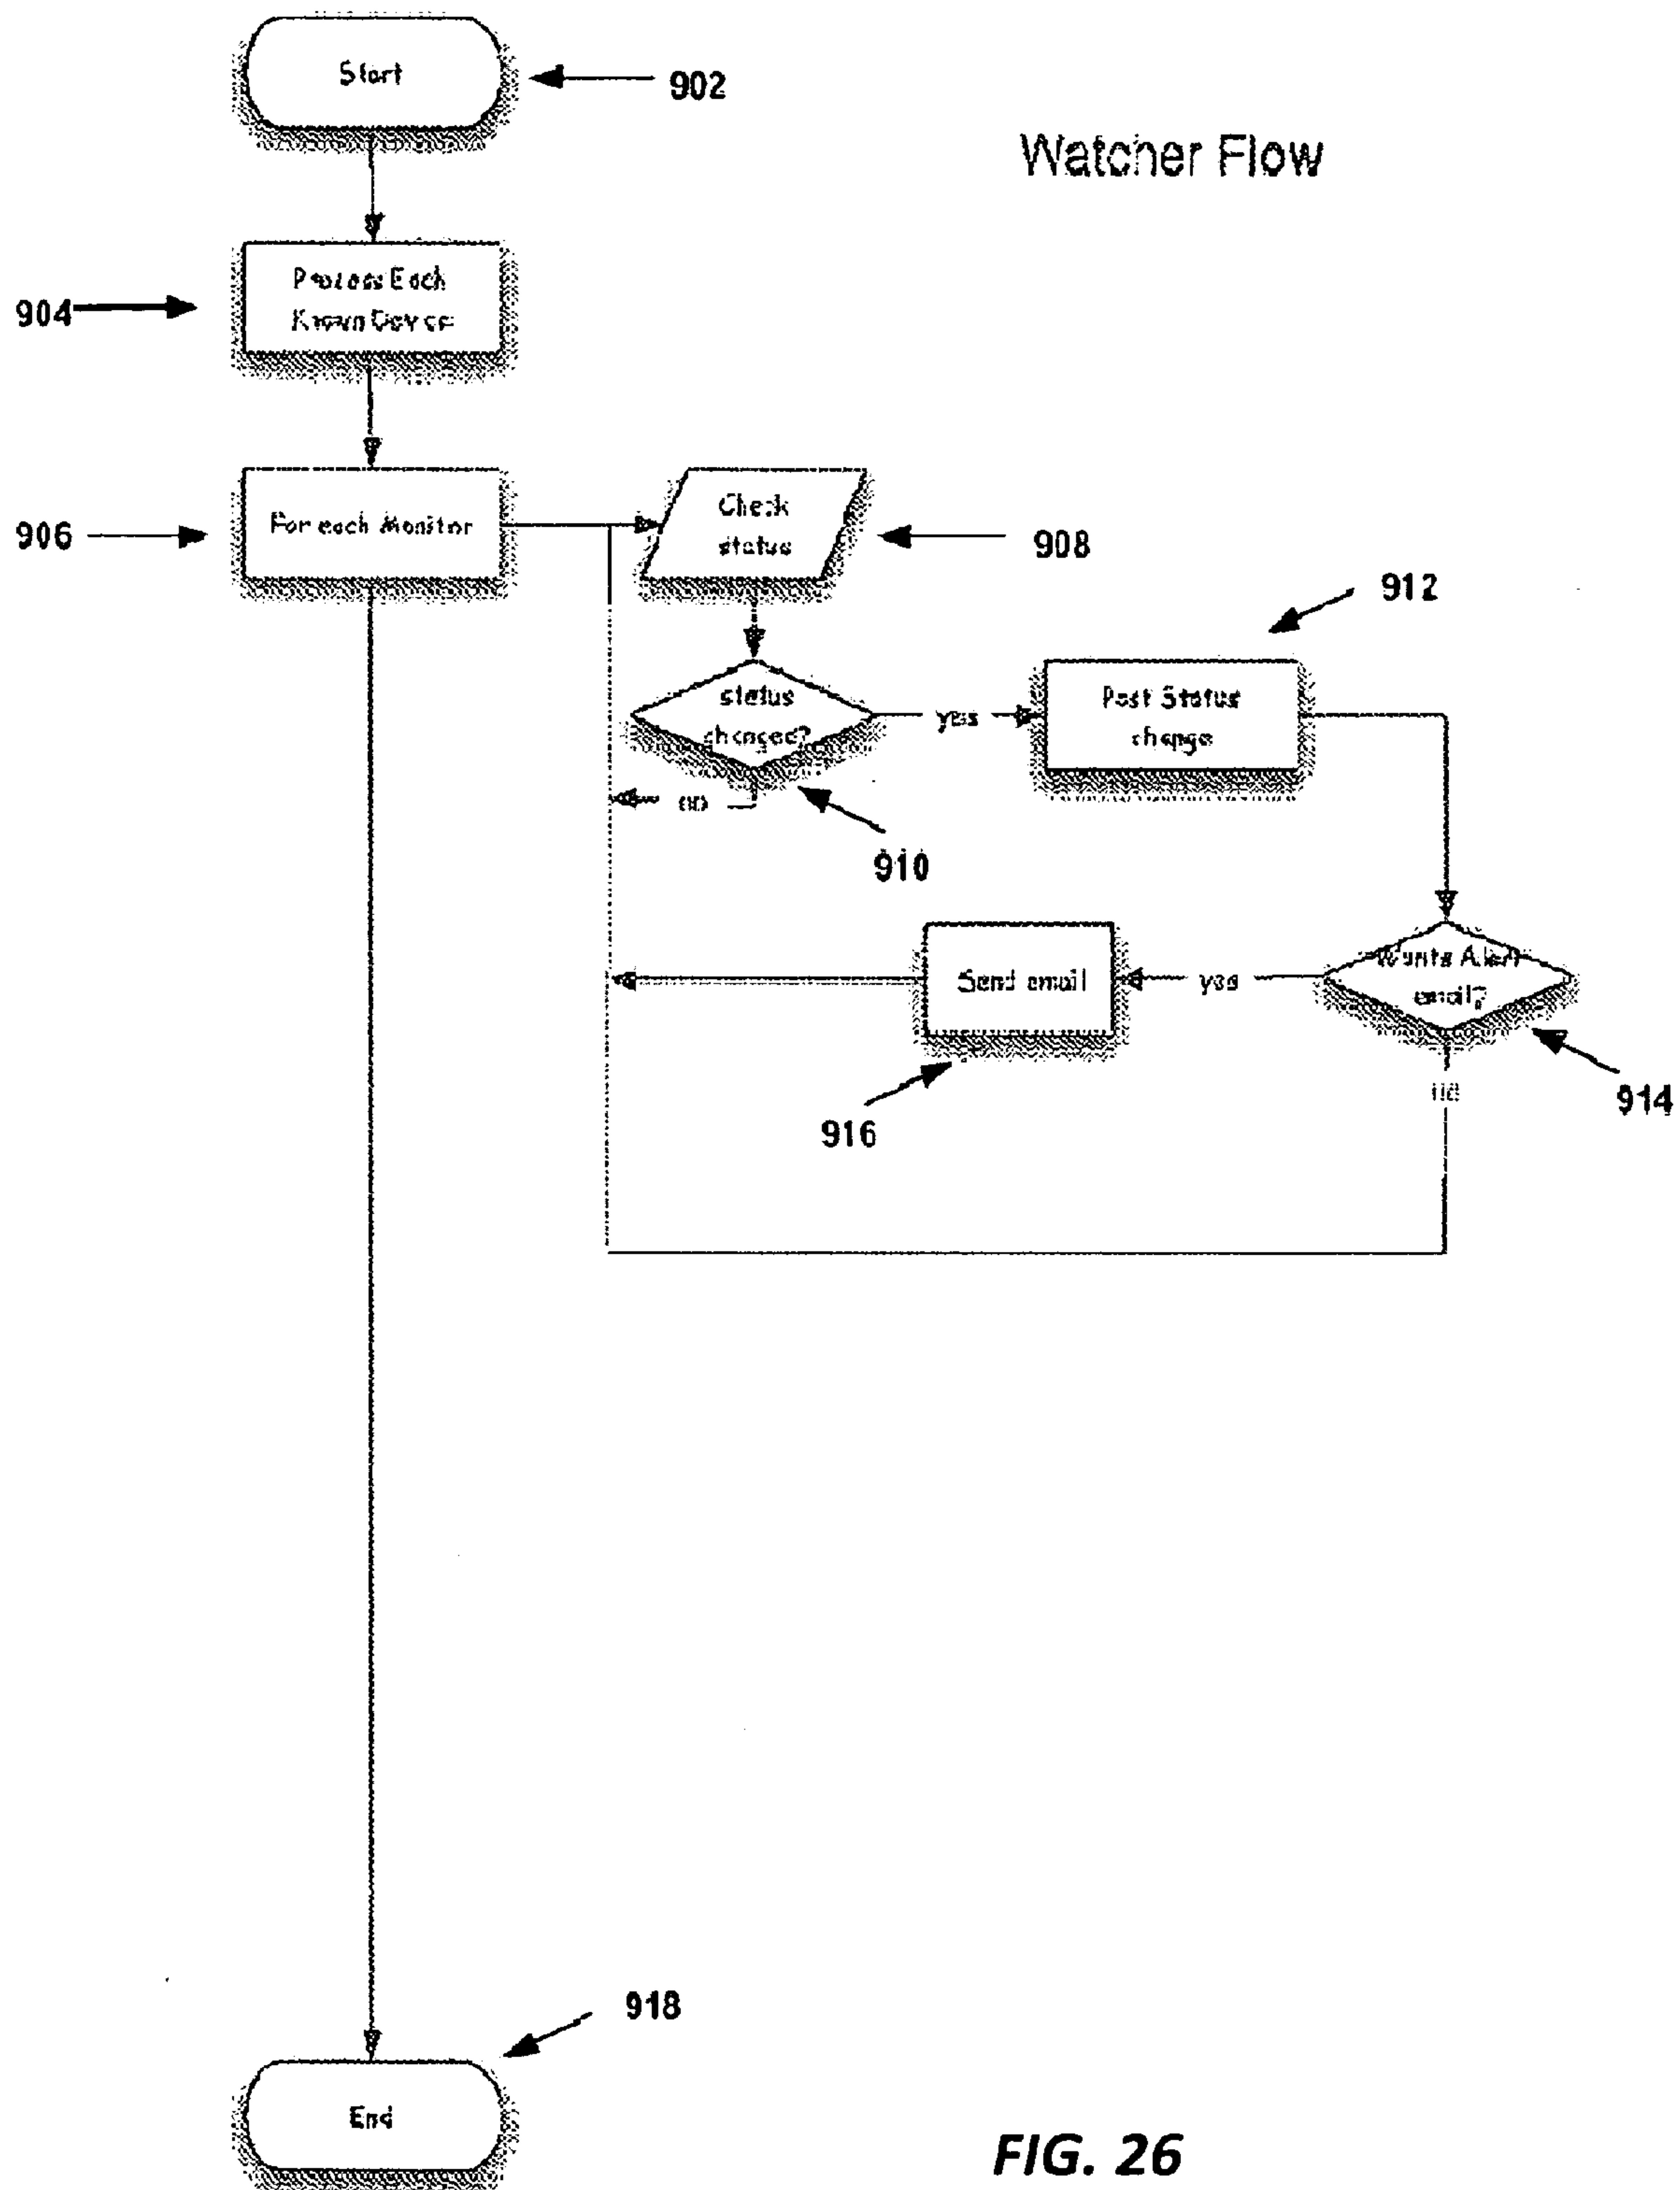 Start
902
Watcher Flow
Process Each
Known Device
904
For each Monitor
906
Check
status
908
912
status
changed?
yes
Post Status
change
no
910
Send email
yes
Wants Alert
email?
916
no
914
918
End
FIG. 26